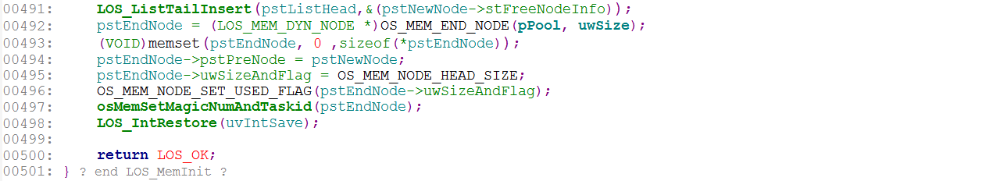 00491:     LOS_ListTailInsert(pstListHead,&(pstNewNode->stFreeNodeInfo));
00492:     pstEndNode = (LOS_MEM_DYN_NODE *)OS_MEM_END_NODE(pPool, uwSize);
00493:     (VOID)memset(pstEndNode, 0 ,sizeof(*pstEndNode));
00494:     pstEndNode->pstPreNode = pstNewNode;
00495:     pstEndNode->uwSizeAndFlag = OS_MEM_NODE_HEAD_SIZE;
00496:     OS_MEM_NODE_SET_USED_FLAG(pstEndNode->uwSizeAndFlag);
00497:     osMemSetMagicNumAndTaskid(pstEndNode);
00498:     LOS_IntRestore(uvIntSave);
00499:
00500:     return LOS_OK;
00501: } ? end LOS_MemInit ?